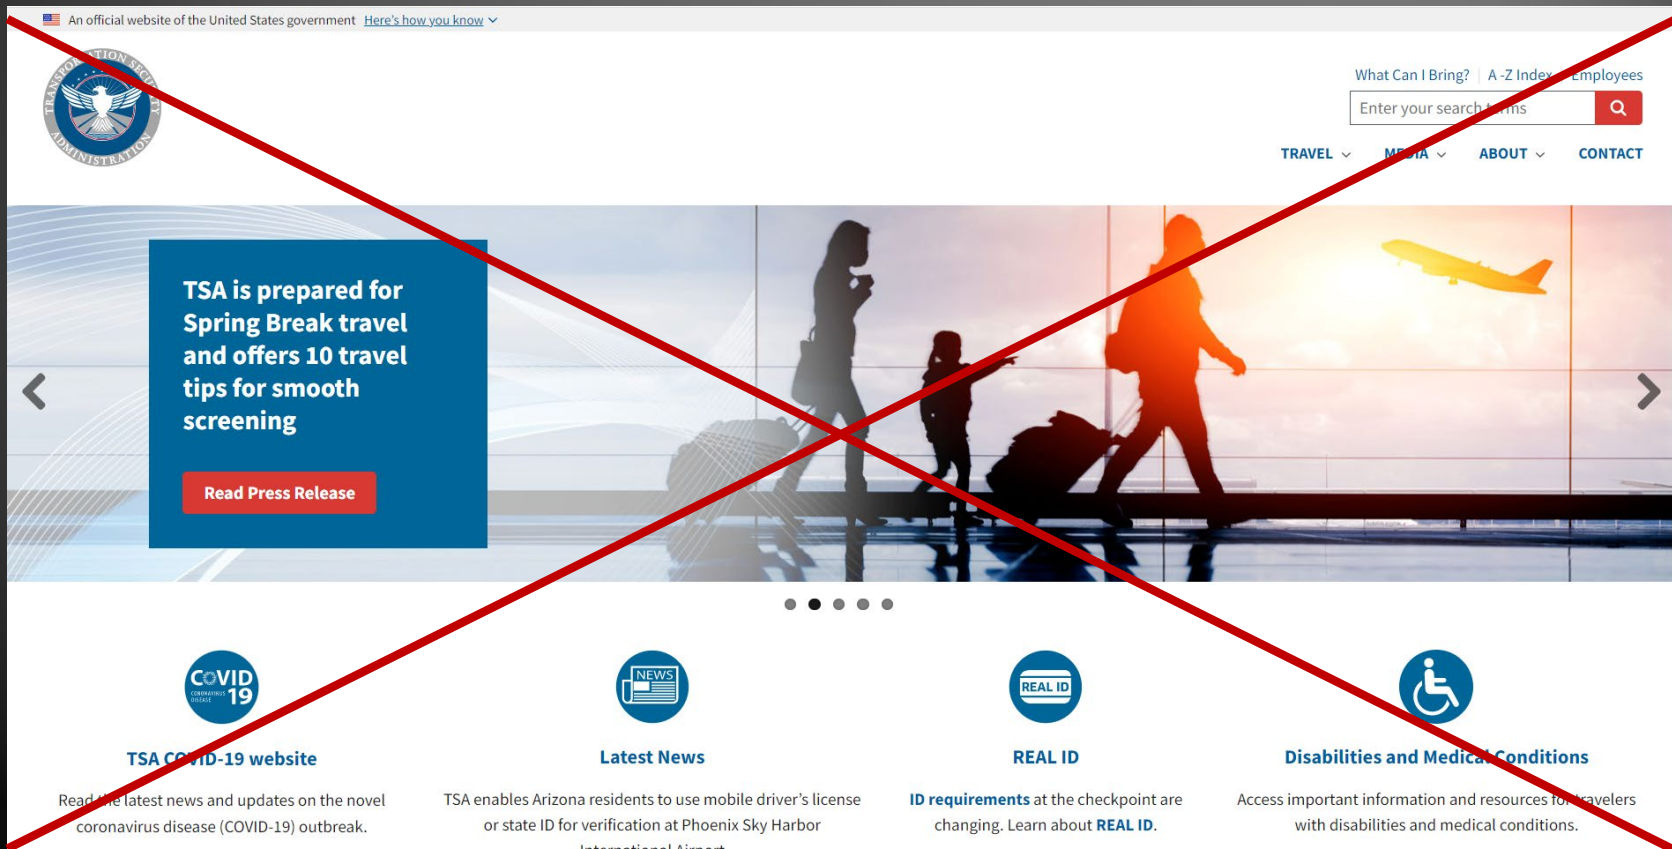 An official website of the United States government Here's how you know
TRANSPORTATION SECURITY ADMINISTRATION
What Can I Bring? A -Z Index Employees
Enter your search terms
TRAVEL MEDIA ABOUT CONTACT
TSA is prepared for
Spring Break travel
and offers 10 travel
tips for smooth
screening
Read Press Release
COVID
CORONAVIRUS
DISEASE 19
NEWS
REAL ID
TSA COVID-19 website
Latest News
REAL ID
Disabilities and Medical Conditions
Read the latest news and updates on the novel
coronavirus disease (COVID-19) outbreak.
TSA enables Arizona residents to use mobile driver's license
or state ID for verification at Phoenix Sky Harbor
International Airport
ID requirements at the checkpoint are
changing. Learn about REAL ID.
Access important information and resources for travelers
with disabilities and medical conditions.